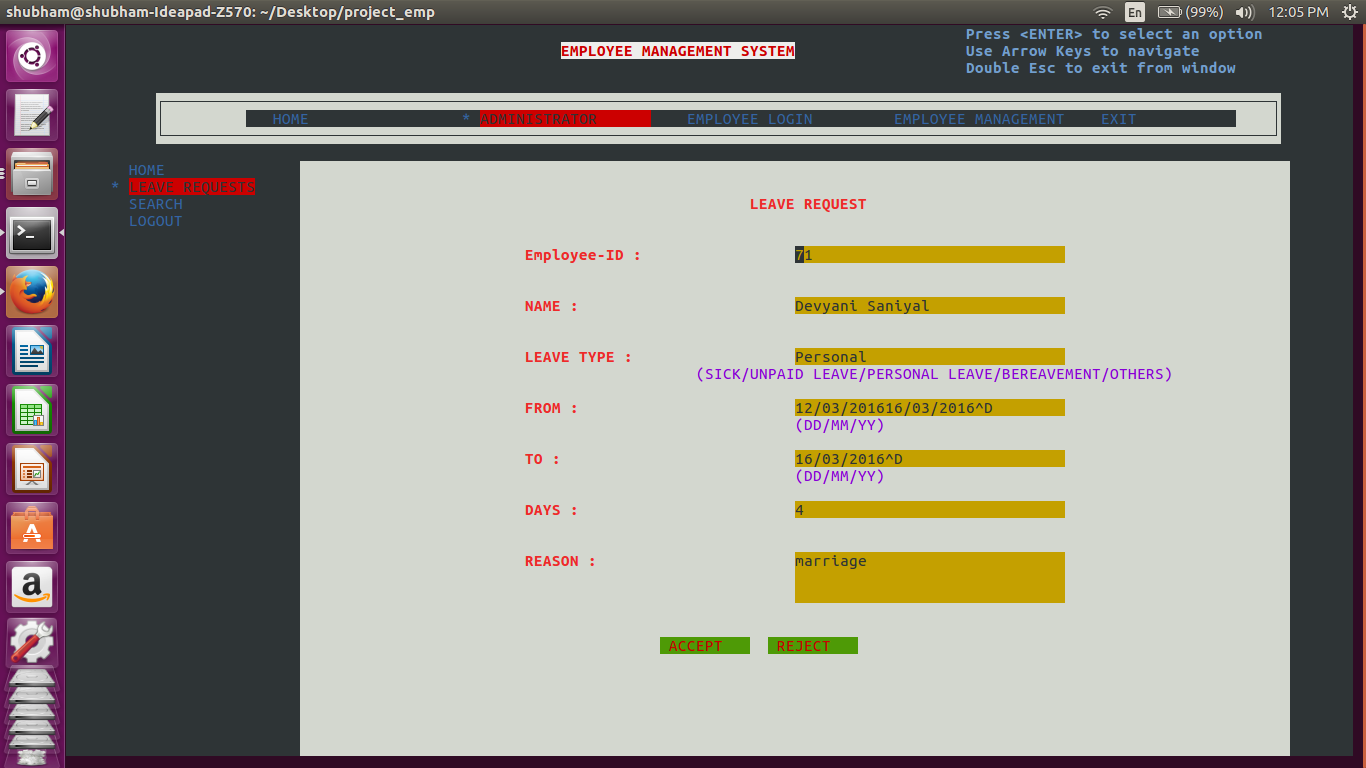 shubham@shubham-Ideapad-Z570: ~/Desktop/project_emp En (99%) 12:05 PM
Press <ENTER> to select an option
EMPLOYEE MANAGEMENT SYSTEM Use Arrow Keys to navigate
Double Esc to exit from window
HOME * ADMINTSTRATOR EMPLOYEE LOGIN EMPLOYEE MANAGEMENT EXIT
HOME
* LEAVE REQUESTS
SEARCH
LOGOUT
LEAVE REQUEST
Employee-ID : 71
NAME : Devyani Saniyal
LEAVE TYPE : Personal
(SICK/UNPAID LEAVE/PERSONAL LEAVE/BEREAVEMENT/OTHERS)
FROM : 12/03/201616/03/2016^D
(DD/MM/YY)
TO : 16/03/2016^D
(DD/MM/YY)
DAYS : 4
REASON : marriage
ACCEPT REJECT